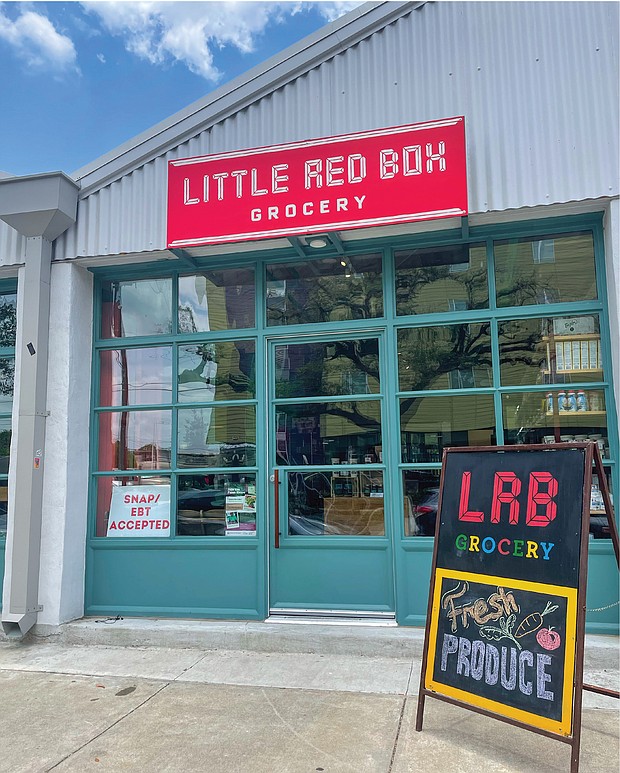 LITTLE RED BOX
GROCERY
SNAP/
EBT
ACCEPTED
LRB
GROCERY
Fresh
PRODUCE